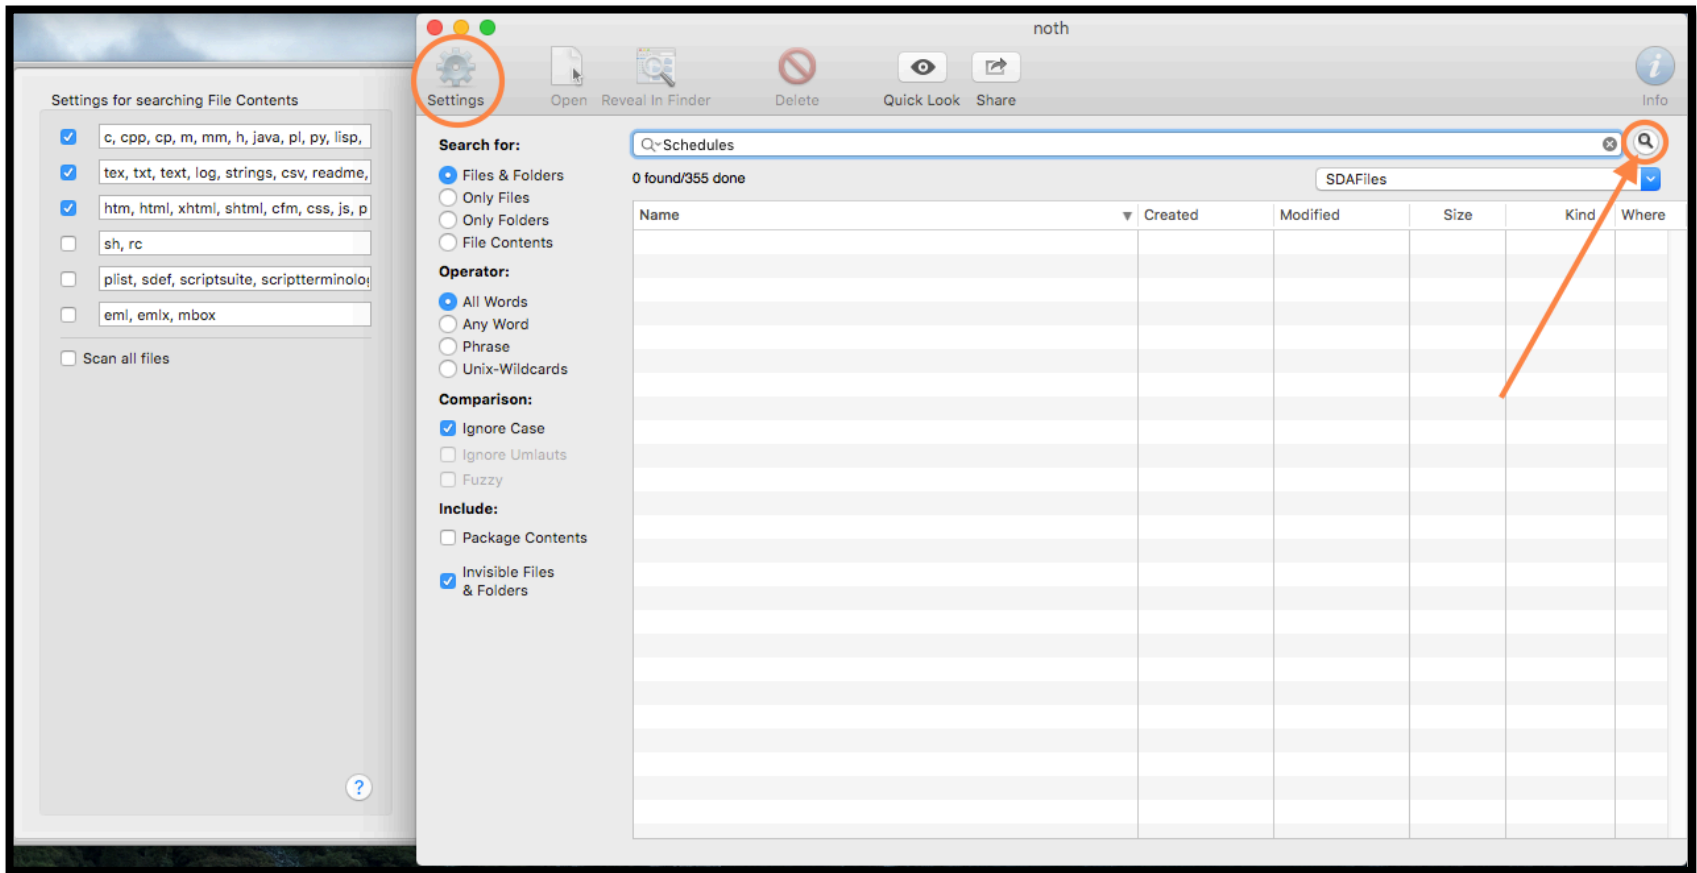 noth
Settings
Open
Reveal In Finder
Delete
Quick Look
Share
Info
Settings for searching File Contents
c, cpp, cp, m, mm, h, java, pl, py, lisp,
tex, txt, text, log, strings, csv, readme,
htm, html, xhtml, shtml, cfm, css, js, p
sh, rc
plist, sdef, scriptsuite, scriptterminolog
eml, emlx, mbox
Scan all files
?
Search for:
Files & Folders
Only Files
Only Folders
File Contents
Operator:
All Words
Any Word
Phrase
Unix-Wildcards
Comparison:
Ignore Case
Ignore Umlauts
Fuzzy
Include:
Package Contents
Invisible Files
& Folders
Schedules
0 found/355 done
SDAFiles
Name
Created
Modified
Size
Kind
Where